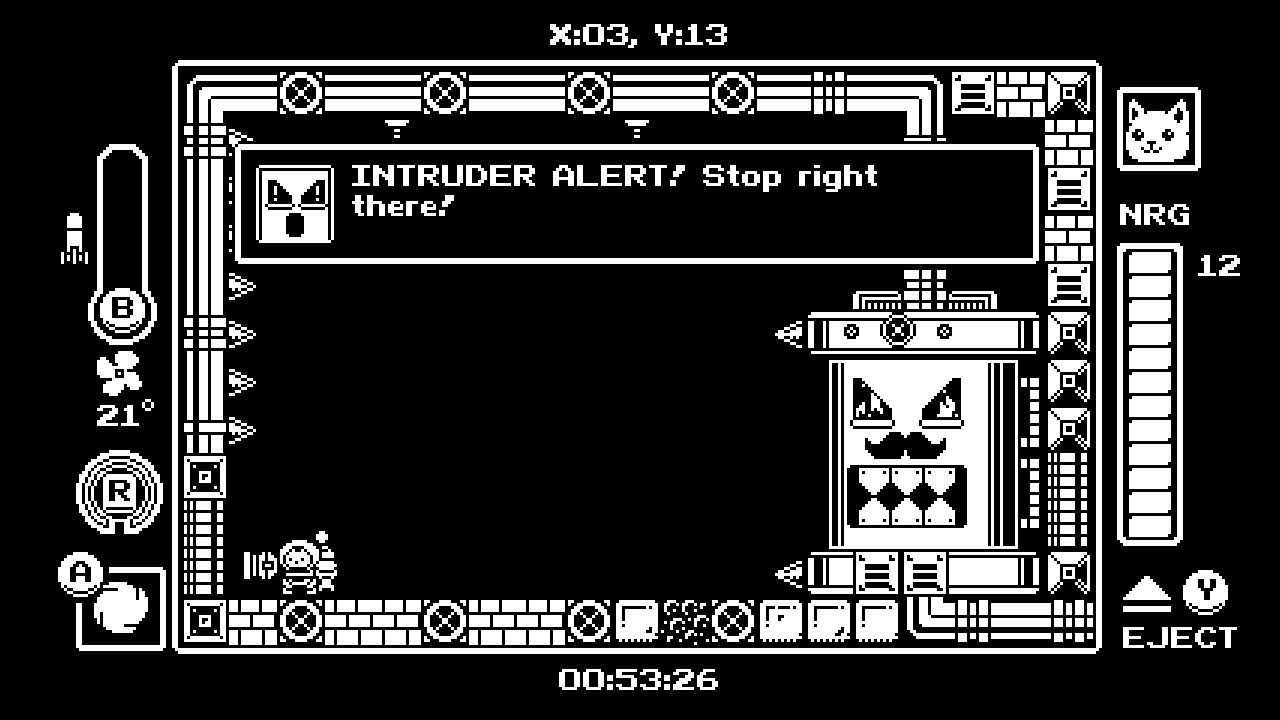 X:03, Y:13
INTRUDER ALERT! Stop right
there!
NRG
12
B
21°
R
A
Y
EJECT
00:53:26